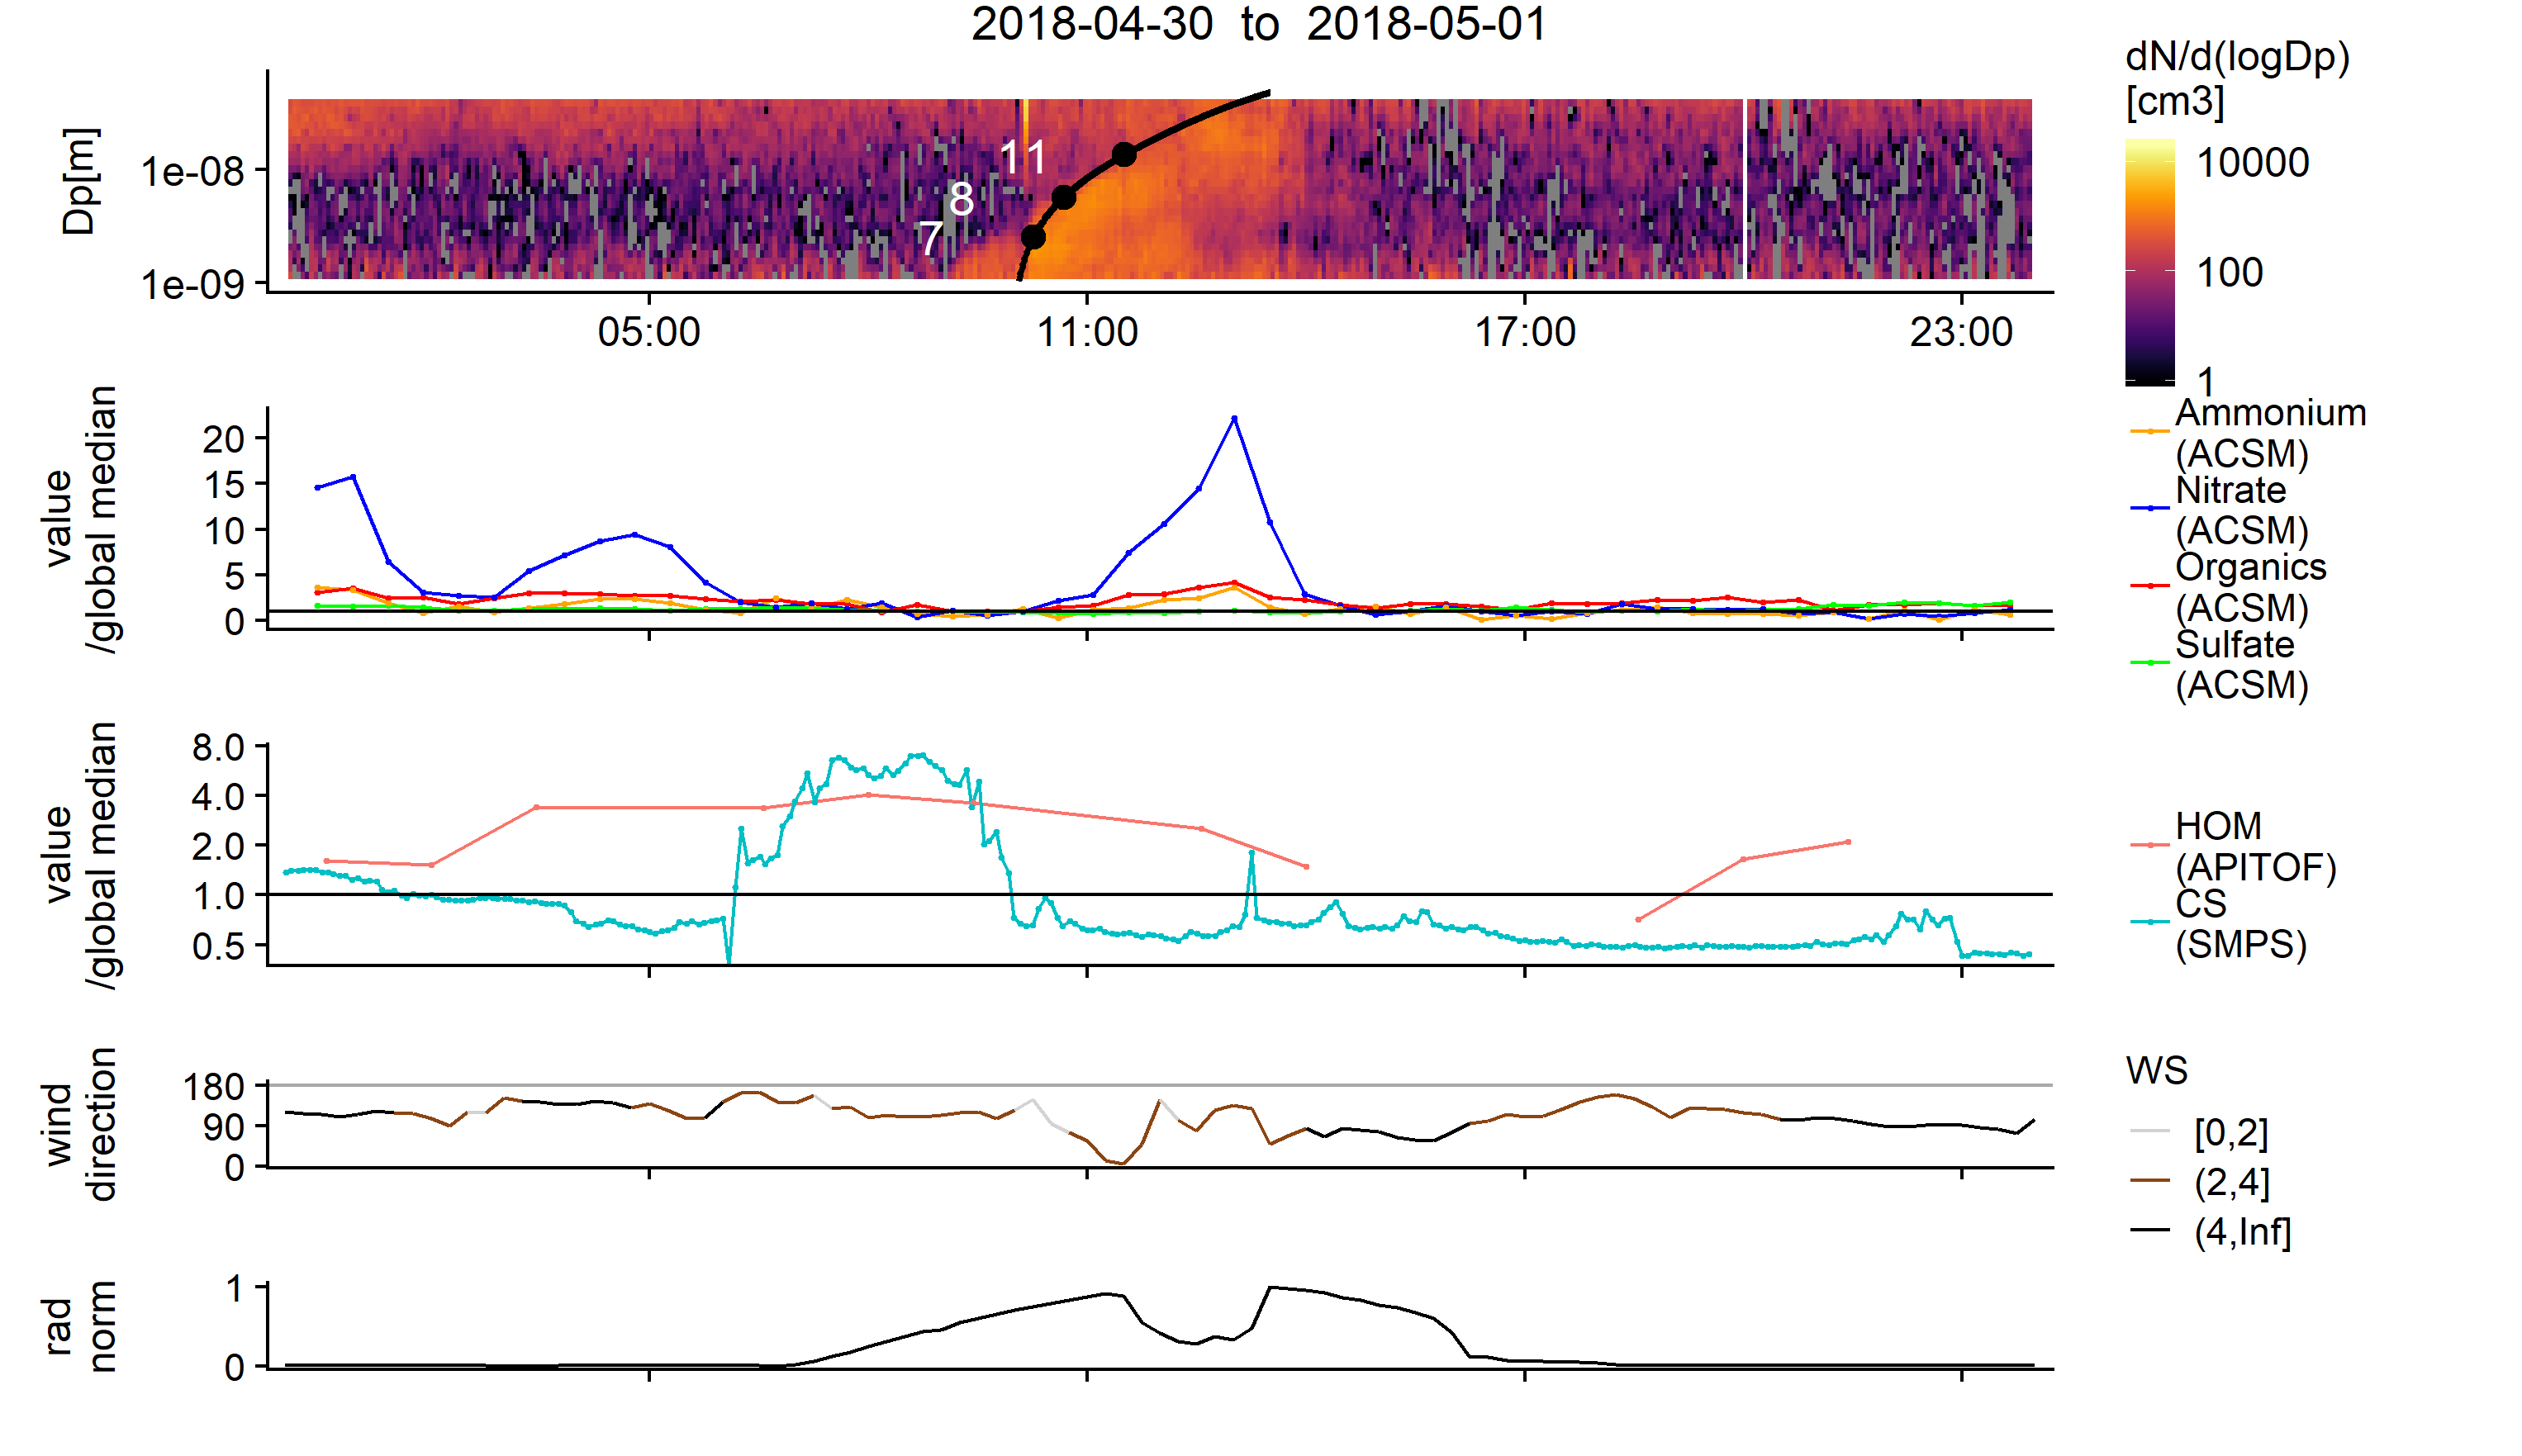 2018-04-30 to 2018-05-01
Dp[m]
1e-08
1e-09
11
8
7
05:00
11:00
17:00
23:00
dN/d(logDp)
[cm3]
10000
100
1
value
/global median
20
15
10
5
0
Ammonium
(ACSM)
Nitrate
(ACSM)
Organics
(ACSM)
Sulfate
(ACSM)
value
/global median
8.0
4.0
2.0
1.0
0.5
HOM
(APITOF)
CS
(SMPS)
wind
direction
180
90
0
WS
[0,2]
(2,4]
(4,Inf]
rad
norm
1
0